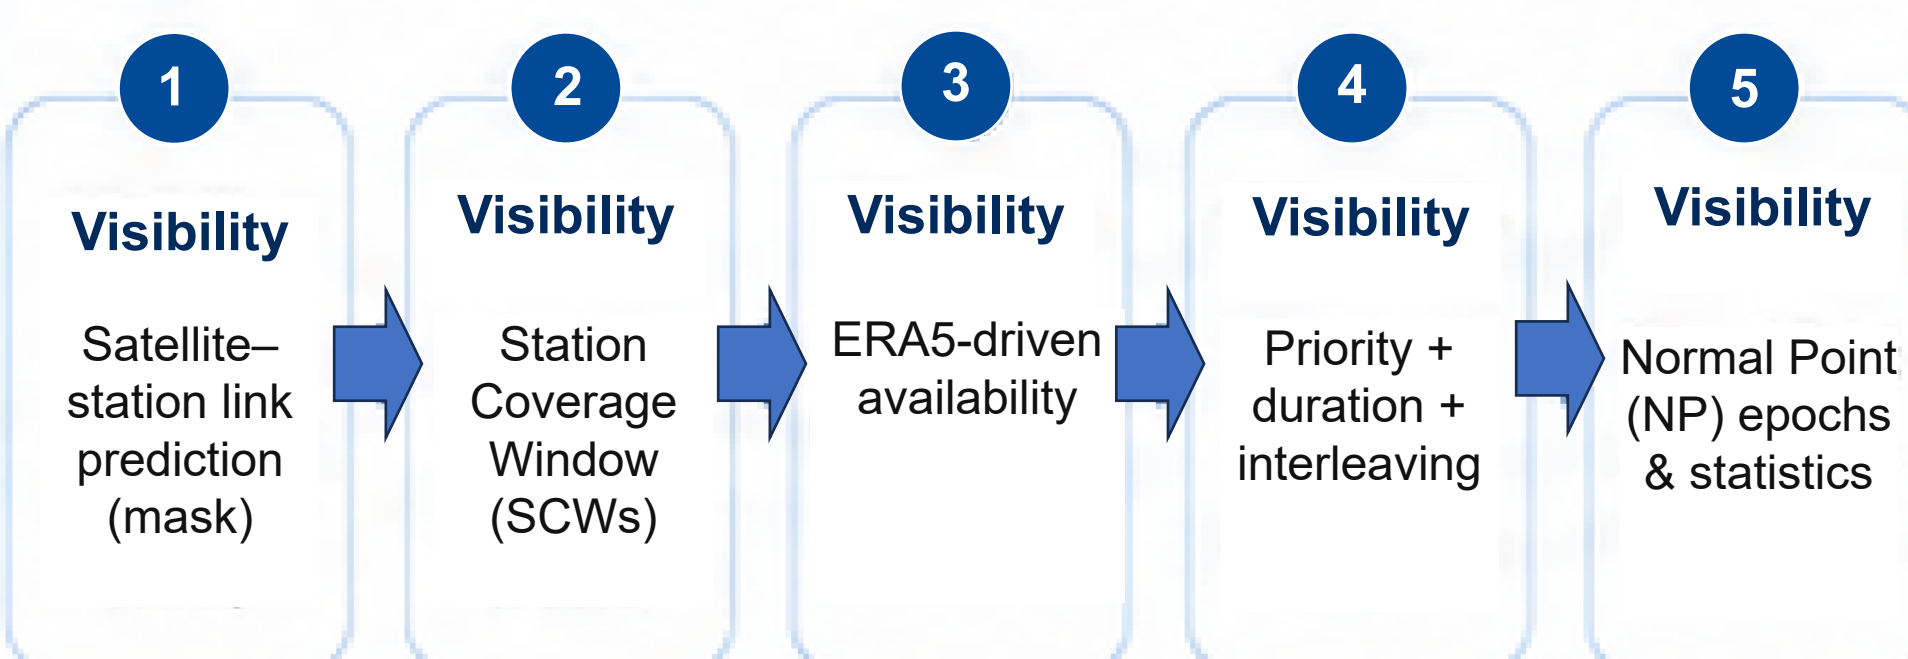 1
Visibility
Satellite–
station link
prediction
(mask)
2
Visibility
Station
Coverage
Window
(SCWs)
3
Visibility
ERA5-driven
availability
4
Visibility
Priority +
duration +
interleaving
5
Visibility
Normal Point
(NP) epochs
& statistics